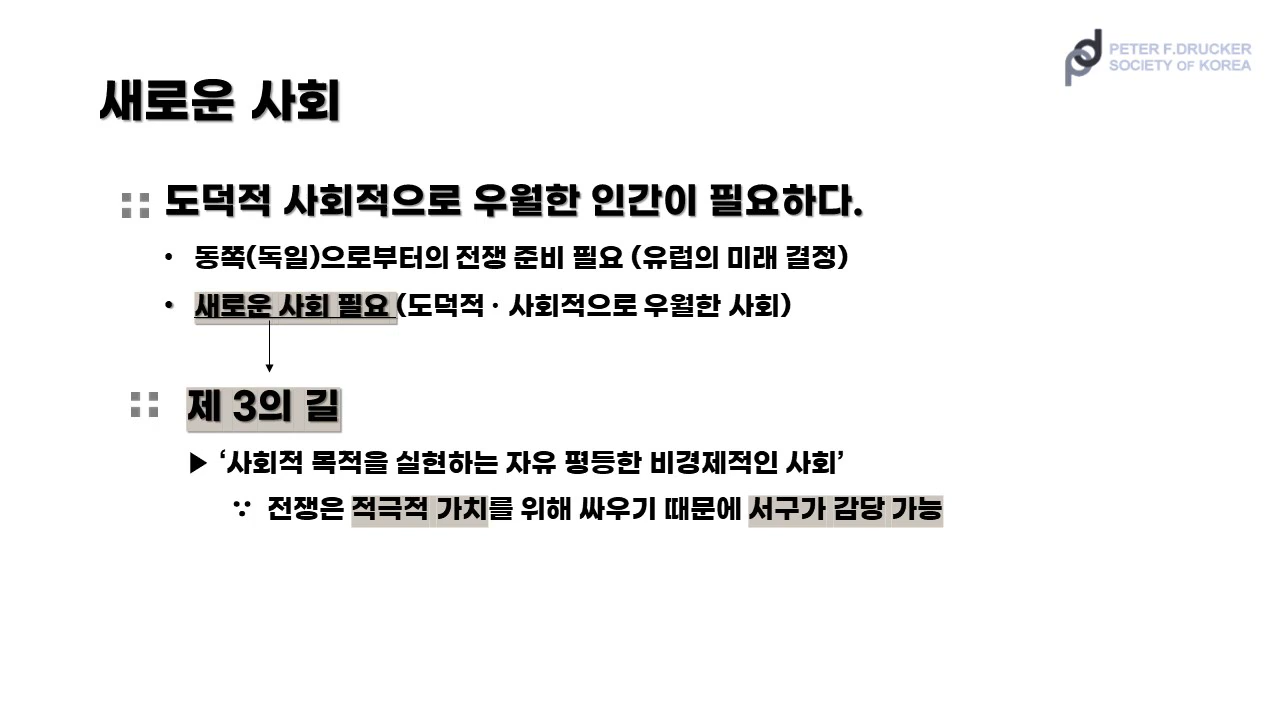 PETER F.DRUCKER
SOCIETY OF KOREA
새로운 사회
도덕적 사회적으로 우월한 인간이 필요하다.
• 동쪽(독일)으로부터의 전쟁 준비 필요 (유럽의 미래 결정)
• 새로운 사회 필요 (도덕적 · 사회적으로 우월한 사회)
제 3의 길
▶ ‘사회적 목적을 실현하는 자유 평등한 비경제적인 사회’
∵ 전쟁은 적극적 가치를 위해 싸우기 때문에 서구가 감당 가능